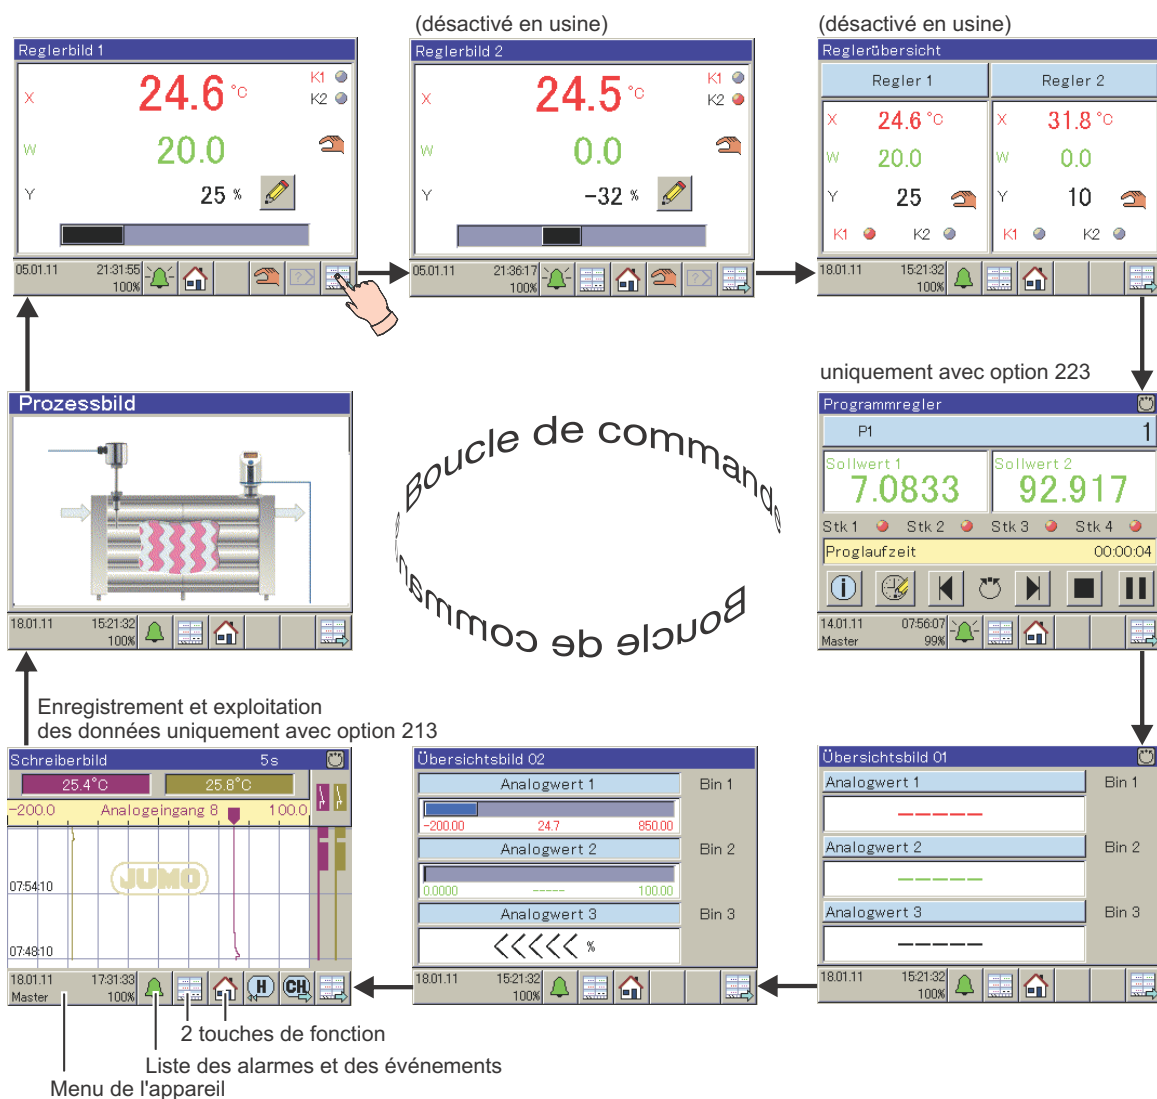 (désactivé en usine)
(désactivé en usine)
Reglerbild 1
K1
X 24.6 °C K2
W 20.0
Y 25 %
05.01.11 21:31:55
100%
Reglerbild 2
K1
X 24.5 °C K2
W 0.0
Y -32 %
05.01.11 21:36:17
100%
Reglerübersicht
Regler 1 Regler 2
X 24.6 °C X 31.8 °C
W 20.0 W 0.0
Y 25 Y 10
K1 K2 K1 K2
18.01.11 15:21:32
100%
uniquement avec option 223
Prozessbild
18.01.11 15:21:32
100%
Boucle de commande
Boucle de comman
Programmregler
P1 1
Sollwert 1 Sollwert 2
7.0833 92.917
Stk 1 Stk 2 Stk 3 Stk 4
Proglaufzeit 00:00:04
14.01.11 07:56:07
Master 99%
Enregistrement et exploitation
des données uniquement avec option 213
Schreiberbild 5s
25.4°C 25.8°C
-200.0 Analogeingang 8 100.0
JUMO
07:54:10
07:48:10
18.01.11 17:31:33
Master 100%
H CH
Übersichtsbild 02
Analogwert 1 Bin 1
-200.00 24.7 850.00
Analogwert 2 Bin 2
0.0000 ----- 100.00
Analogwert 3 Bin 3
<<<<< %
18.01.11 15:21:32
100%
Übersichtsbild 01
Analogwert 1 Bin 1
-----
Analogwert 2 Bin 2
-----
Analogwert 3 Bin 3
-----
18.01.11 15:21:32
100%
2 touches de fonction
Liste des alarmes et des événements
Menu de l'appareil